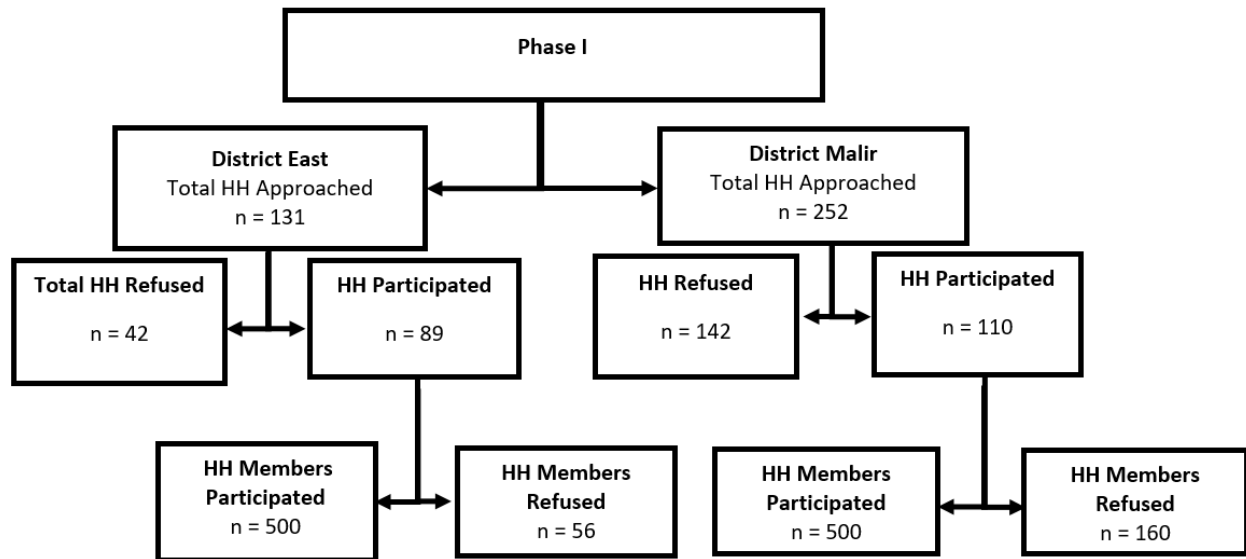 Phase I
District East
Total HH Approached
n = 131
District Malir
Total HH Approached
n = 252
Total HH Refused
n = 42
HH Participated
n = 89
HH Refused
n = 142
HH Participated
n = 110
HH Members
Participated
n = 500
HH Members
Refused
n = 56
HH Members
Participated
n = 500
HH Members
Refused
n = 160